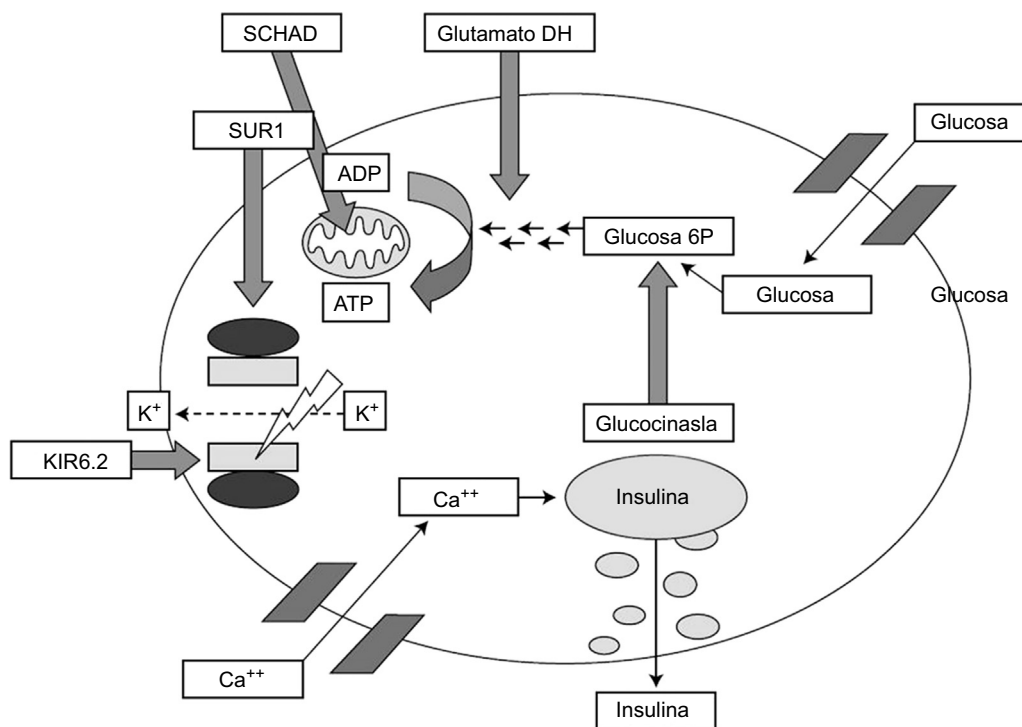 SCHAD
Glutamato DH
SUR1
Glucosa
ADP
Glucosa 6P
Glucosa
Glucosa
ATP
K⁺
K⁺
Glucocinasla
KIR6.2
Ca⁺⁺
Insulina
Ca⁺⁺
Insulina